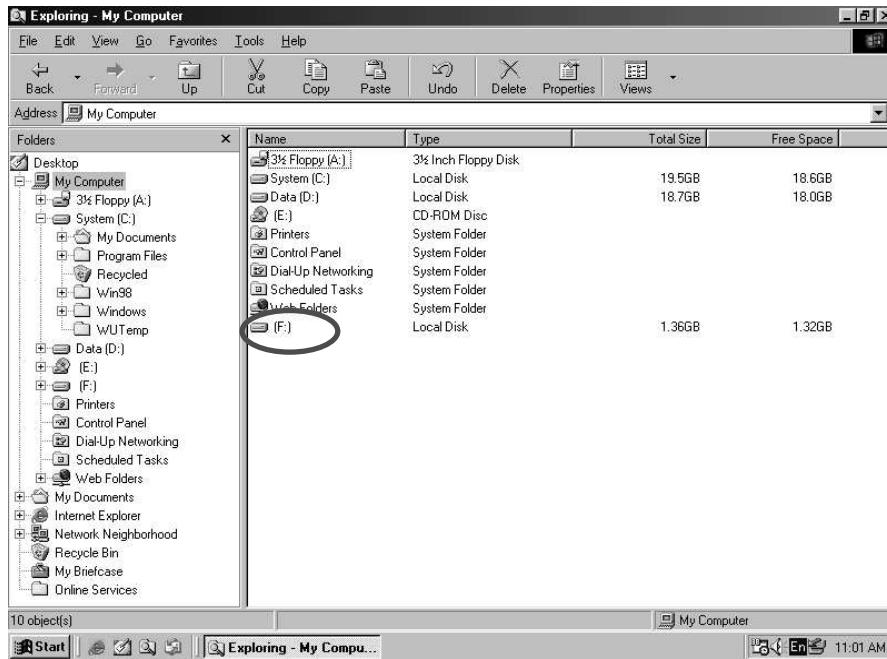 Exploring - My Computer
File Edit View Go Favorites Tools Help
Back Forward Up Cut Copy Paste Undo Delete Properties Views
Address My Computer
Folders
Desktop
My Computer
3½ Floppy (A:)
System (C:)
My Documents
Program Files
Recycled
Win98
Windows
WUTemp
Data (D:)
(E:)
(F:)
Printers
Control Panel
Dial-Up Networking
Scheduled Tasks
Web Folders
My Documents
Internet Explorer
Network Neighborhood
Recycle Bin
My Briefcase
Online Services
Name Type Total Size Free Space
3½ Floppy (A:) 3½ Inch Floppy Disk
System (C:) Local Disk 19.5GB 18.6GB
Data (D:) Local Disk 18.7GB 18.0GB
(E:) CD-ROM Disc
Printers System Folder
Control Panel System Folder
Dial-Up Networking System Folder
Scheduled Tasks System Folder
Web Folders System Folder
(F:) Local Disk 1.36GB 1.32GB
10 object(s) My Computer
Start Exploring - My Compu... En 11:01 AM